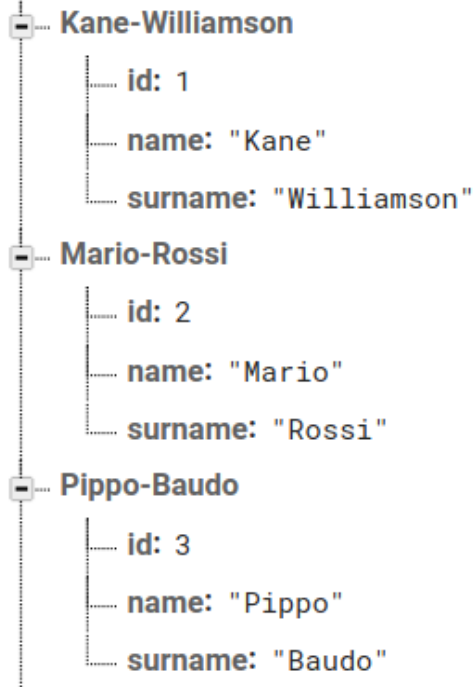 Kane-Williamson
id: 1
name: "Kane"
surname: "Williamson"
Mario-Rossi
id: 2
name: "Mario"
surname: "Rossi"
Pippo-Baudo
id: 3
name: "Pippo"
surname: "Baudo"